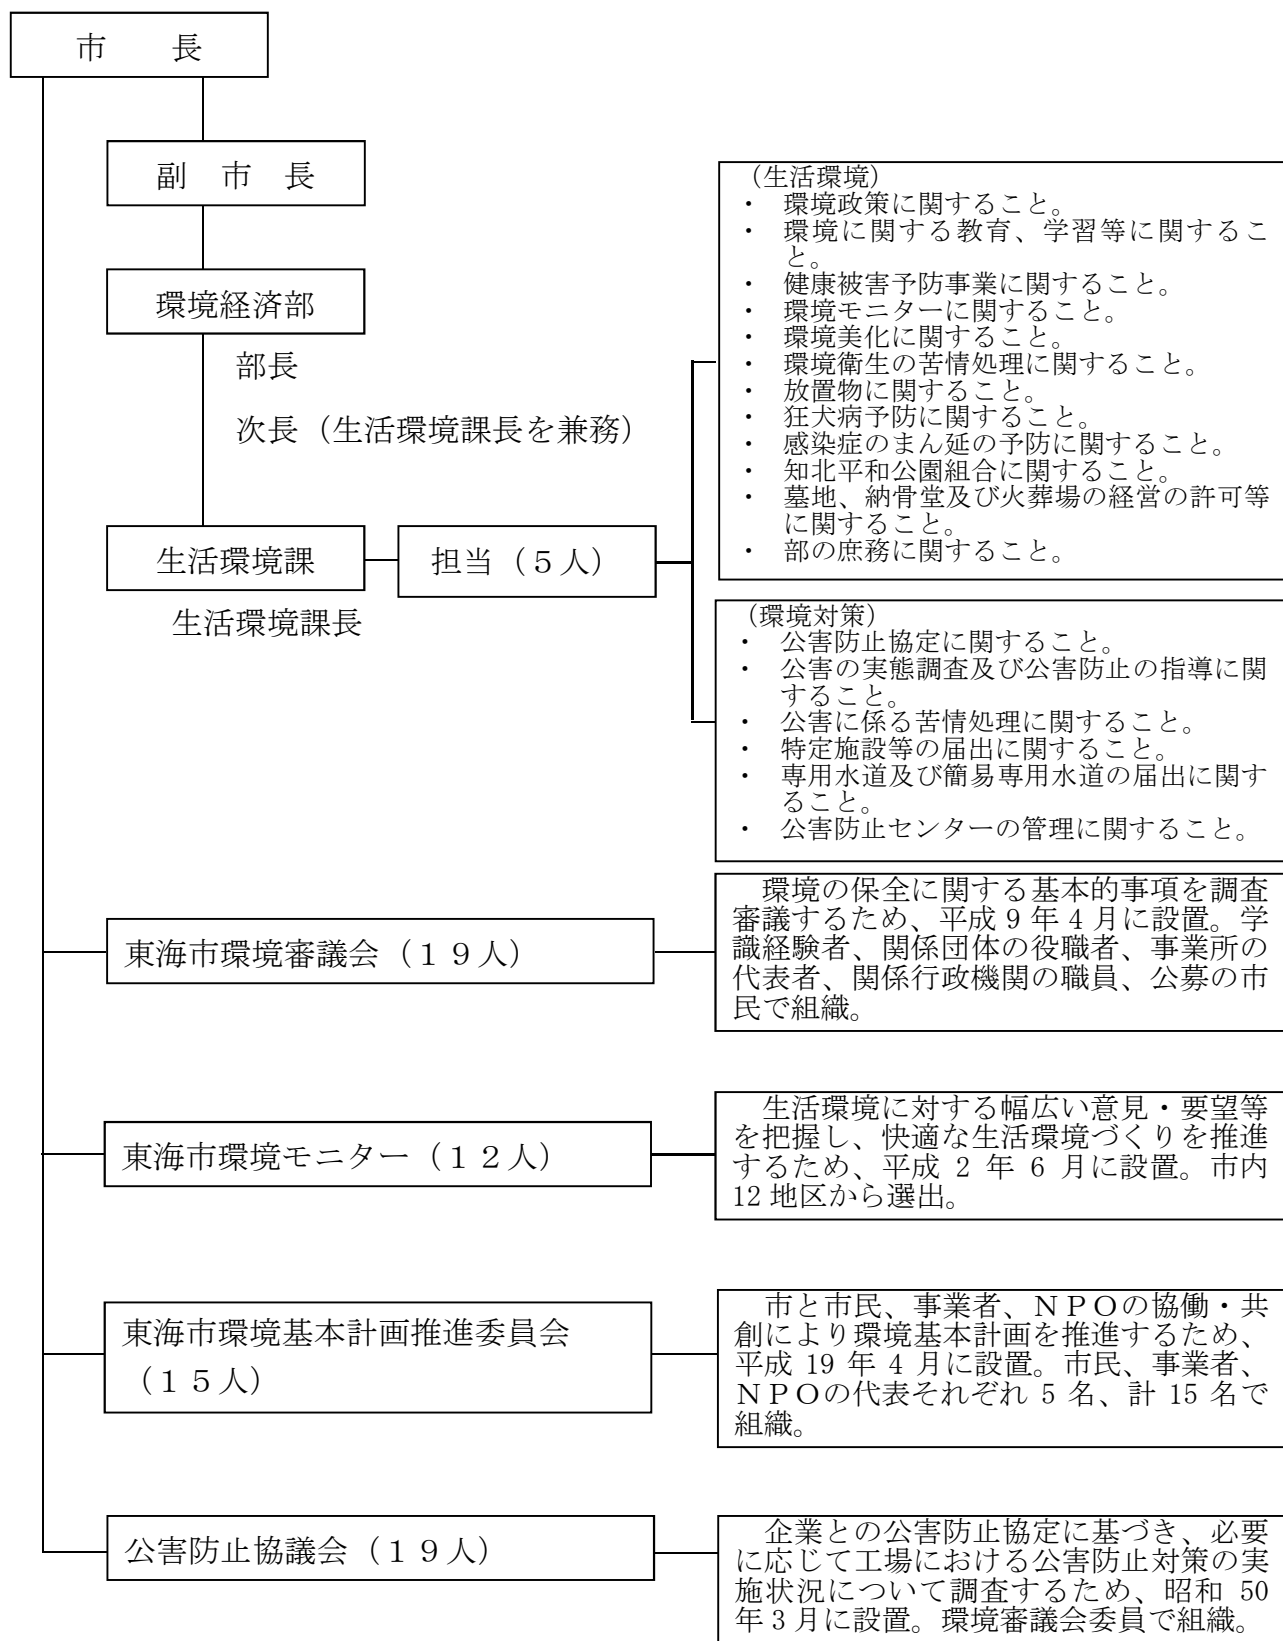 市　　長
副　市　長
環境経済部
部長
次長（生活環境課長を兼務）
生活環境課
生活環境課長
担当（５人）
（生活環境）
・　環境政策に関すること。
・　環境に関する教育、学習等に関するこ
と。
・　健康被害予防事業に関すること。
・　環境モニターに関すること。
・　環境美化に関すること。
・　環境衛生の苦情処理に関すること。
・　放置物に関すること。
・　狂犬病予防に関すること。
・　感染症のまん延の予防に関すること。
・　知北平和公園組合に関すること。
・　墓地、納骨堂及び火葬場の経営の許可等
に関すること。
・　部の庶務に関すること。
（環境対策）
・　公害防止協定に関すること。
・　公害の実態調査及び公害防止の指導に関
すること。
・　公害に係る苦情処理に関すること。
・　特定施設等の届出に関すること。
・　専用水道及び簡易専用水道の届出に関す
ること。
・　公害防止センターの管理に関すること。
東海市環境審議会（１９人）
環境の保全に関する基本的事項を調査
審議するため、平成 9 年 4 月に設置。学
識経験者、関係団体の役職者、事業所の
代表者、関係行政機関の職員、公募の市
民で組織。
東海市環境モニター（１２人）
生活環境に対する幅広い意見・要望等
を把握し、快適な生活環境づくりを推進
するため、平成 2 年 6 月に設置。市内
12 地区から選出。
東海市環境基本計画推進委員会
（１５人）
市と市民、事業者、ＮＰＯの協働・共
創により環境基本計画を推進するため、
平成 19 年 4 月に設置。市民、事業者、
ＮＰＯの代表それぞれ 5 名、計 15 名で
組織。
公害防止協議会（１９人）
企業との公害防止協定に基づき、必要
に応じて工場における公害防止対策の実
施状況について調査するため、昭和 50
年 3 月に設置。環境審議会委員で組織。